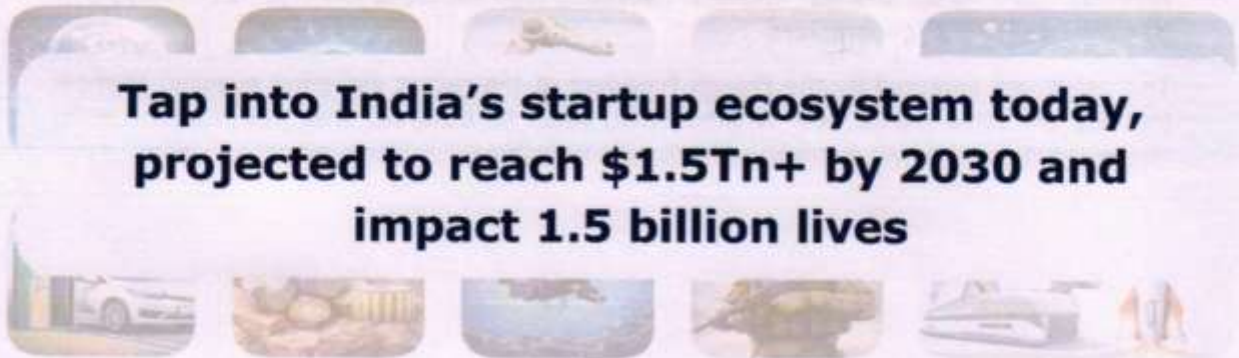 Tap into India's startup ecosystem today,
projected to reach $1.5Tn+ by 2030 and
impact 1.5 billion lives